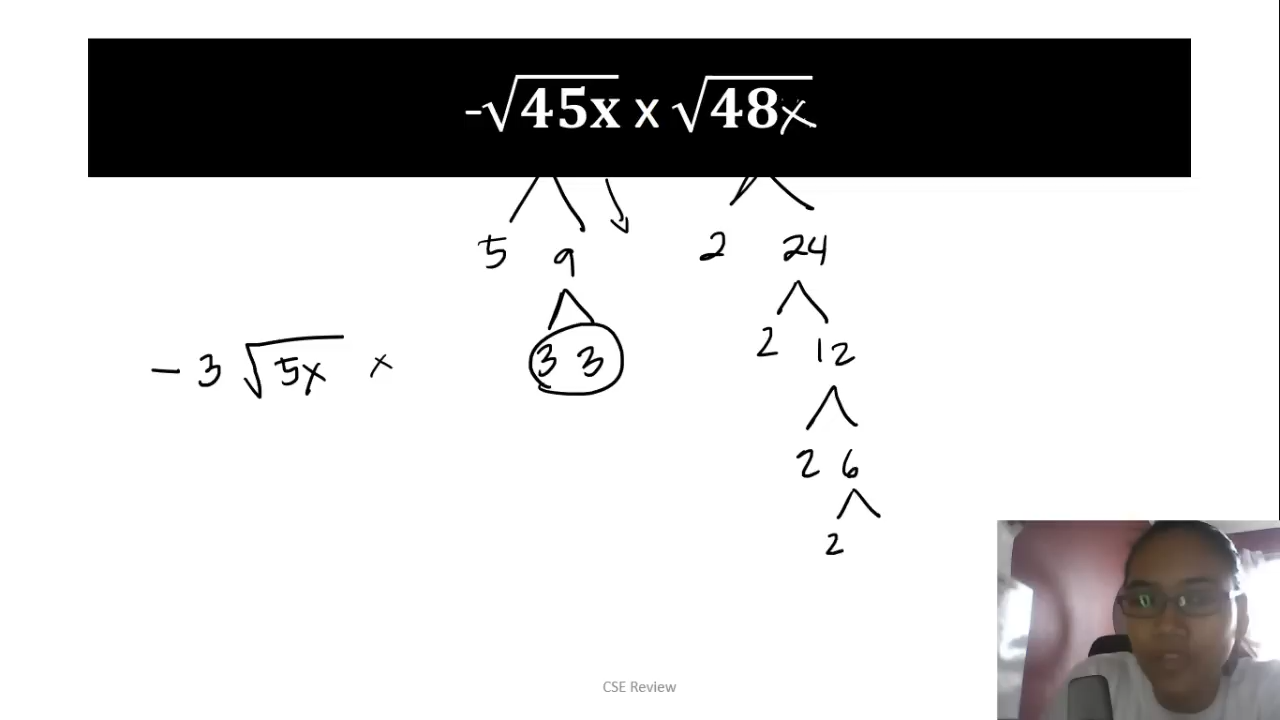 -√45x x √48x
5 9 2 24
-3 √5x x 3 3 2 12
2 6
2
CSE Review